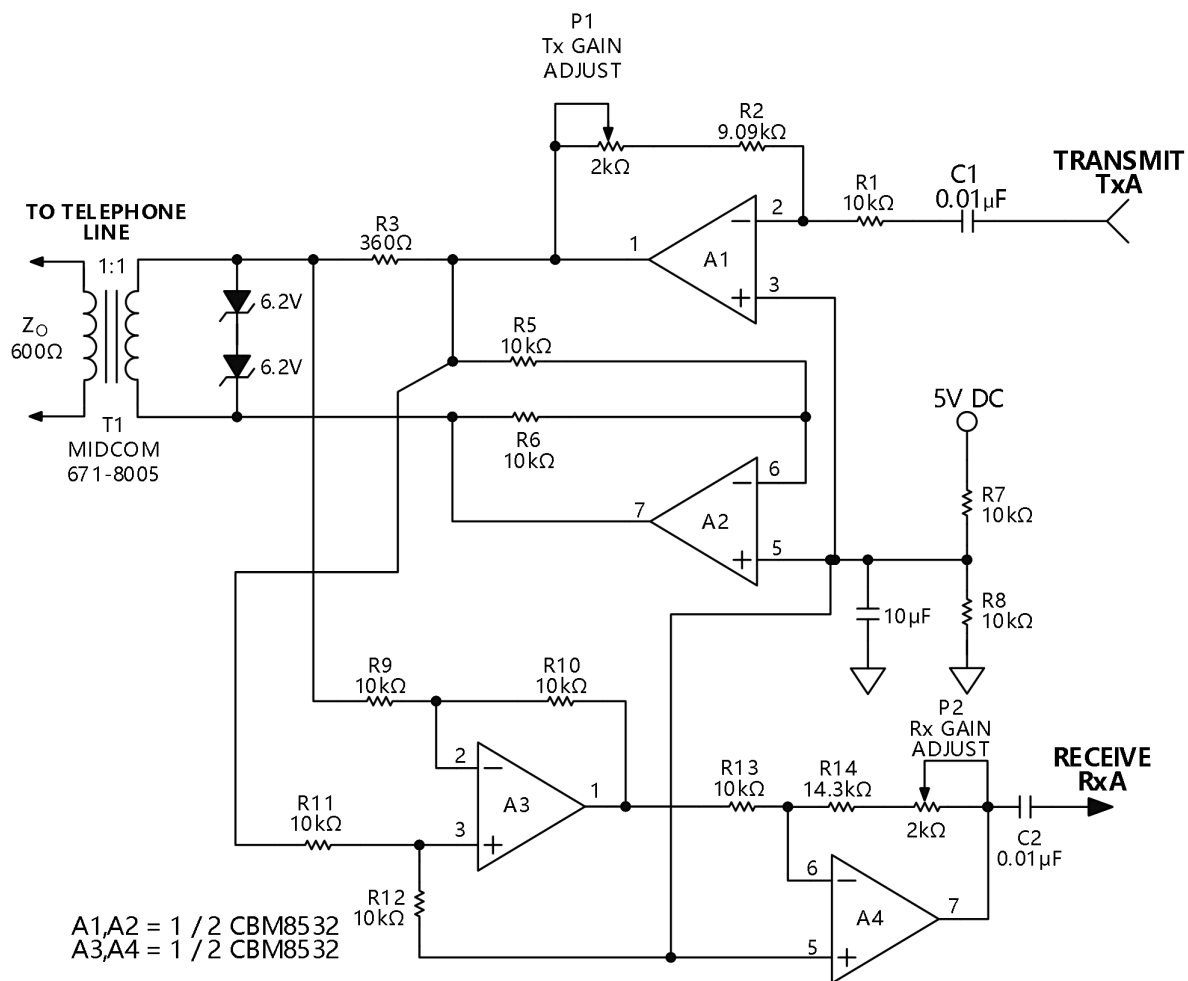 P1
Tx GAIN
ADJUST
R2
9.09kΩ
2kΩ
TRANSMIT
TxA
C1
0.01µF
R1
10kΩ
2
TO TELEPHONE
LINE
R3
360Ω
1
A1
1:1
3
6.2V
ZO
600Ω
R5
10kΩ
6.2V
5V DC
T1
MIDCOM
671-8005
R6
10kΩ
6
R7
10kΩ
7
A2
5
10µF
R8
10kΩ
R9
10kΩ
R10
10kΩ
P2
Rx GAIN
ADJUST
RECEIVE
RxA
2
R13
10kΩ
R14
14.3kΩ
1
A3
R11
10kΩ
2kΩ
3
C2
0.01µF
6
R12
10kΩ
A4
7
A1,A2 = 1 / 2 CBM8532
A3,A4 = 1 / 2 CBM8532
5